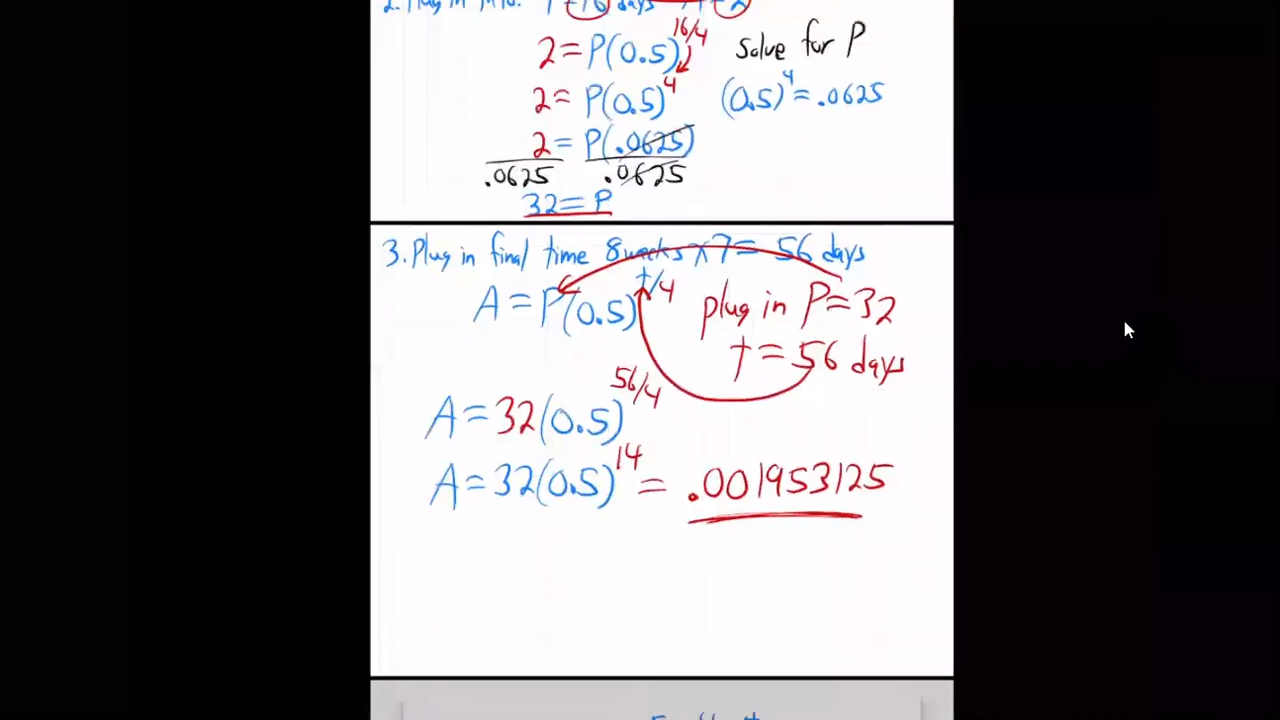 2 = P(0.5)^16/4 solve for P
2 = P(0.5)^4 (0.5)^4 = .0625
2 = P(.0625)
.0625 .0625
32 = P
3. Plug in final time 8 weeks x 7 = 56 days
A = P(0.5)^t/4 plug in P = 32
t = 56 days
A = 32(0.5)^56/4
A = 32(0.5)^14 = .001953125